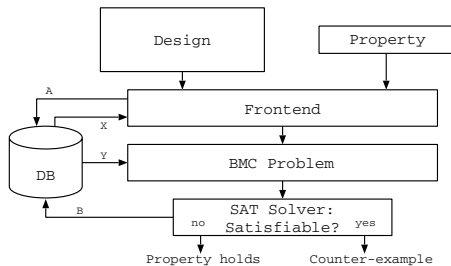 Design
Property
A
Frontend
X
DB
Y
BMC Problem
B
SAT Solver:
Satisfiable?
no
yes
Property holds
Counter-example